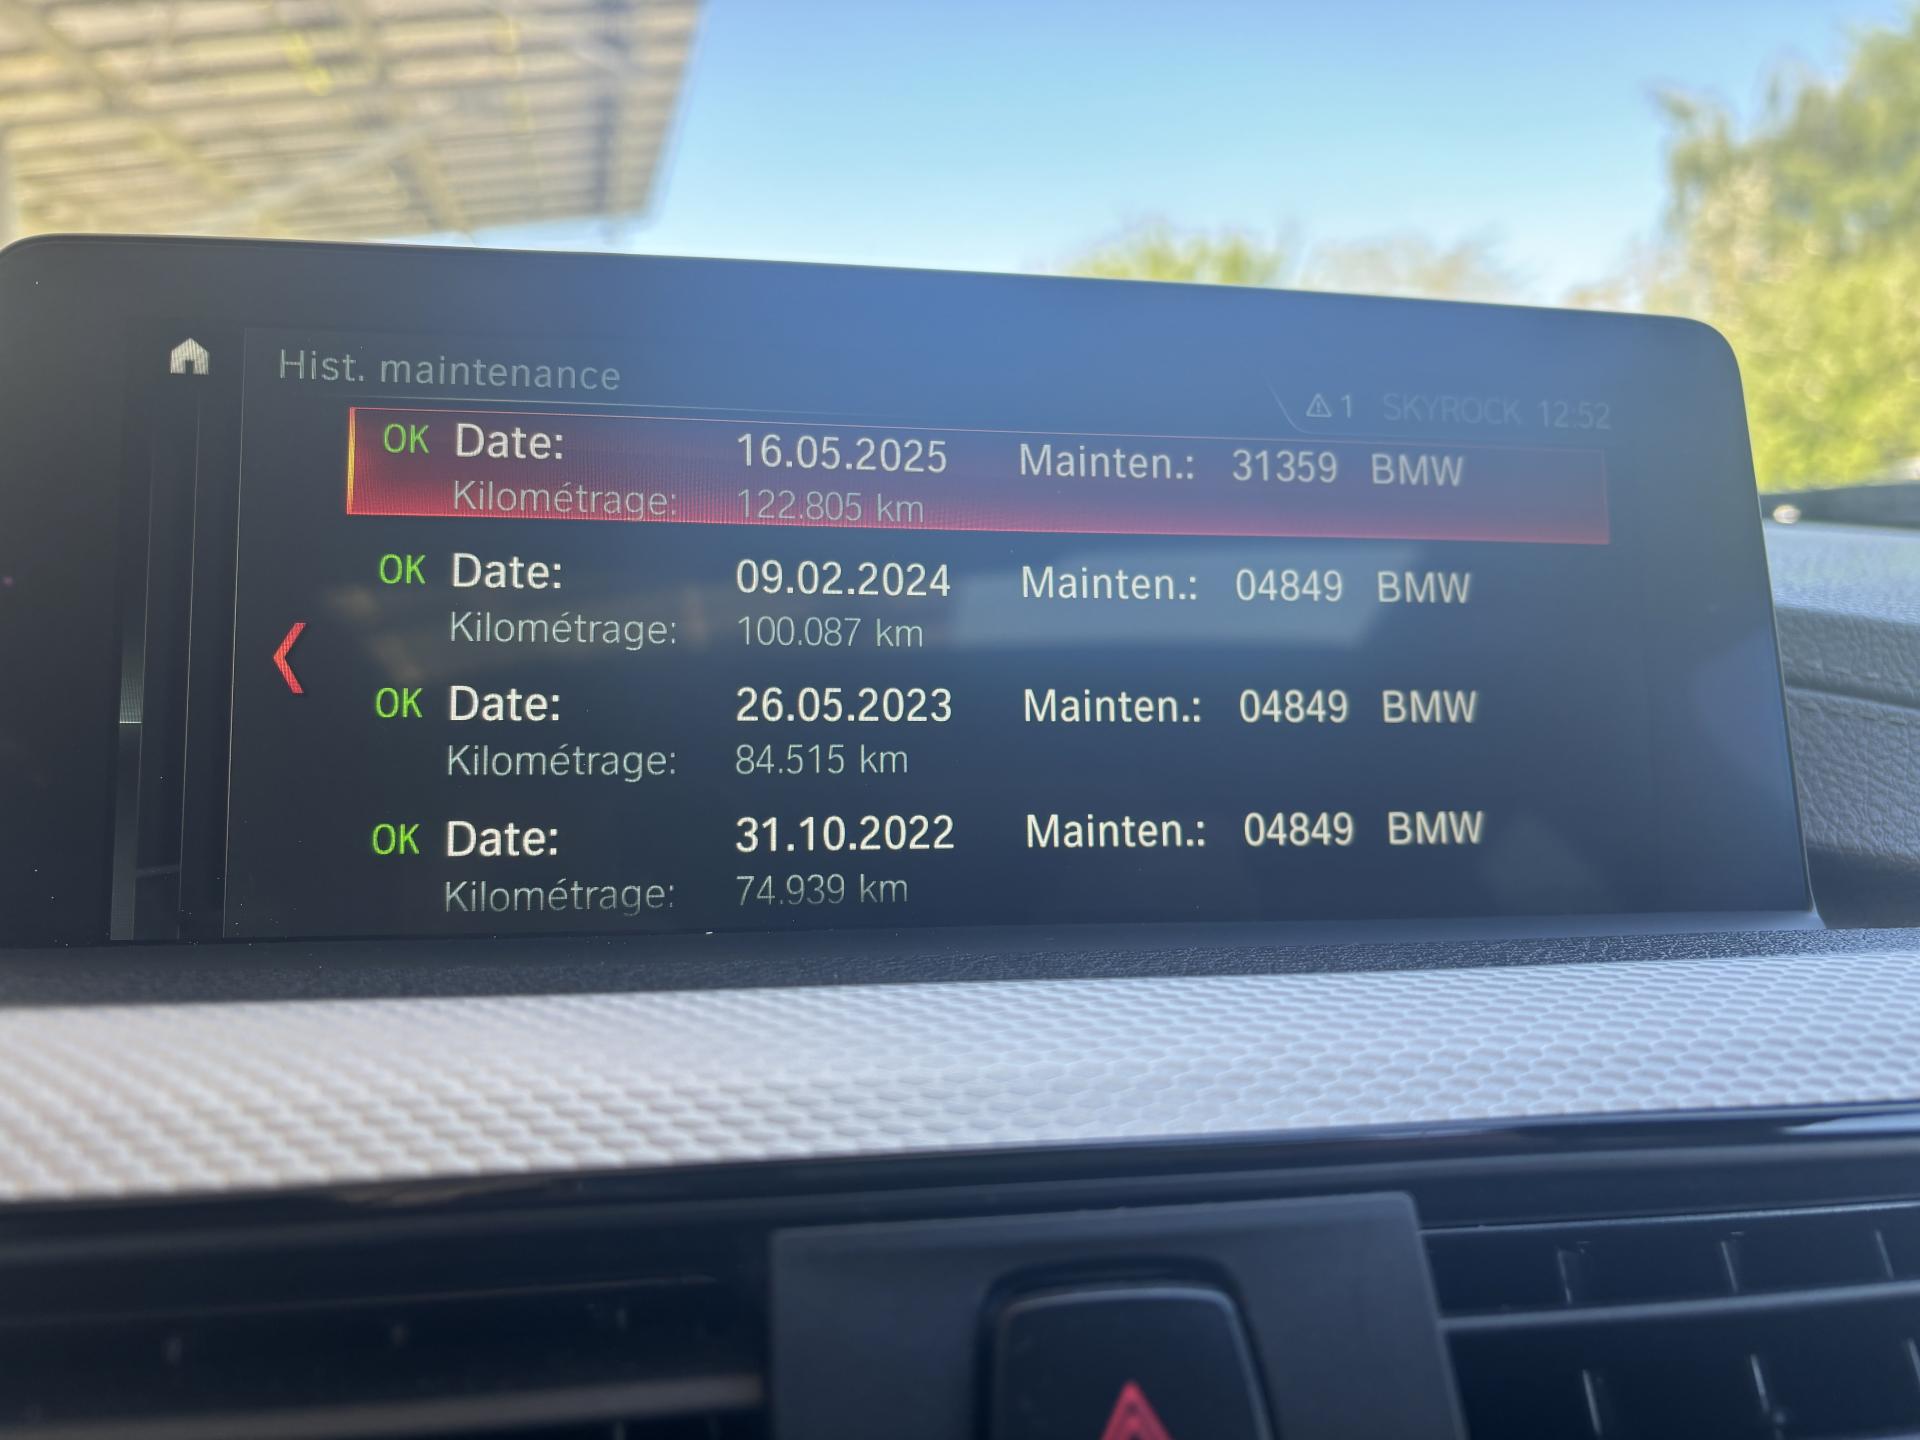 Hist. maintenance
1 SKYROCK 12:52
OK Date: 16.05.2025 Mainten.: 31359 BMW
Kilométrage: 122.805 km
OK Date: 09.02.2024 Mainten.: 04849 BMW
Kilométrage: 100.087 km
OK Date: 26.05.2023 Mainten.: 04849 BMW
Kilométrage: 84.515 km
OK Date: 31.10.2022 Mainten.: 04849 BMW
Kilométrage: 74.939 km